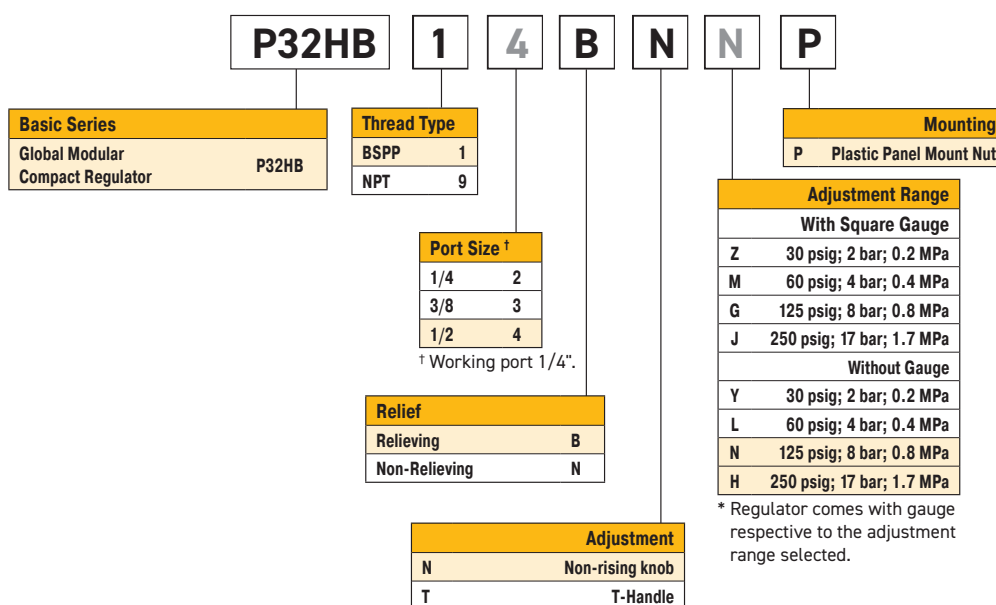 P32HB 1 4 B N N P
Basic Series
Global Modular
Compact Regulator P32HB
Thread Type
BSPP 1
NPT 9
Port Size †
1/4 2
3/8 3
1/2 4
† Working port 1/4".
Relief
Relieving B
Non-Relieving N
Adjustment
N Non-rising knob
T T-Handle
Mounting
P Plastic Panel Mount Nut
Adjustment Range
With Square Gauge
Z 30 psig; 2 bar; 0.2 MPa
M 60 psig; 4 bar; 0.4 MPa
G 125 psig; 8 bar; 0.8 MPa
J 250 psig; 17 bar; 1.7 MPa
Without Gauge
Y 30 psig; 2 bar; 0.2 MPa
L 60 psig; 4 bar; 0.4 MPa
N 125 psig; 8 bar; 0.8 MPa
H 250 psig; 17 bar; 1.7 MPa
* Regulator comes with gauge
respective to the adjustment
range selected.